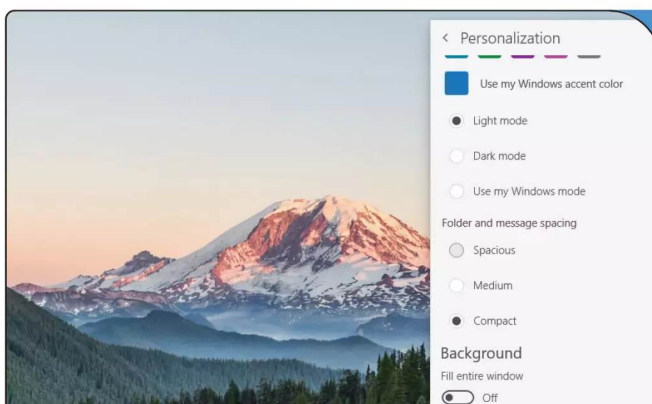 Personalization
Use my Windows accent color
Light mode
Dark mode
Use my Windows mode
Folder and message spacing
Spacious
Medium
Compact
Background
Fill entire window
Off